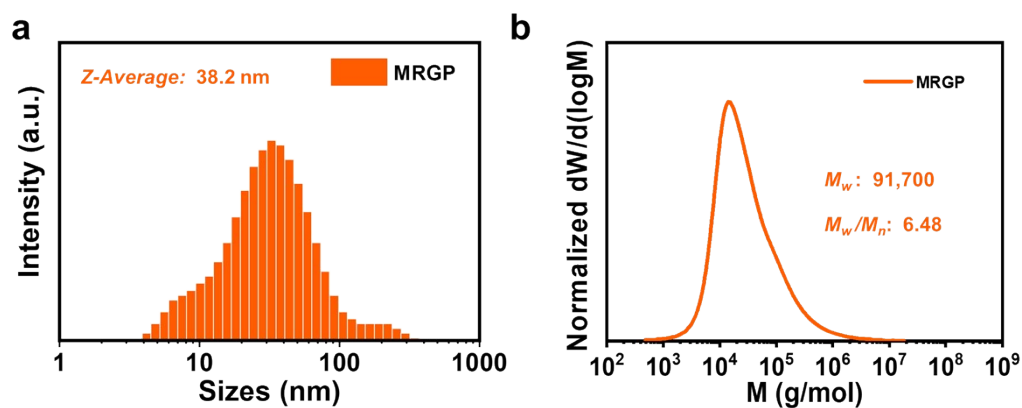 a
Z-Average: 38.2 nm
MRGP
Intensity (a.u.)
1 10 100 1000
Sizes (nm)
b
MRGP
Mw : 91,700
Mw/Mn: 6.48
Normalized dW/d(logM)
10² 10³ 10⁴ 10⁵ 10⁶ 10⁷ 10⁸ 10⁹
M (g/mol)